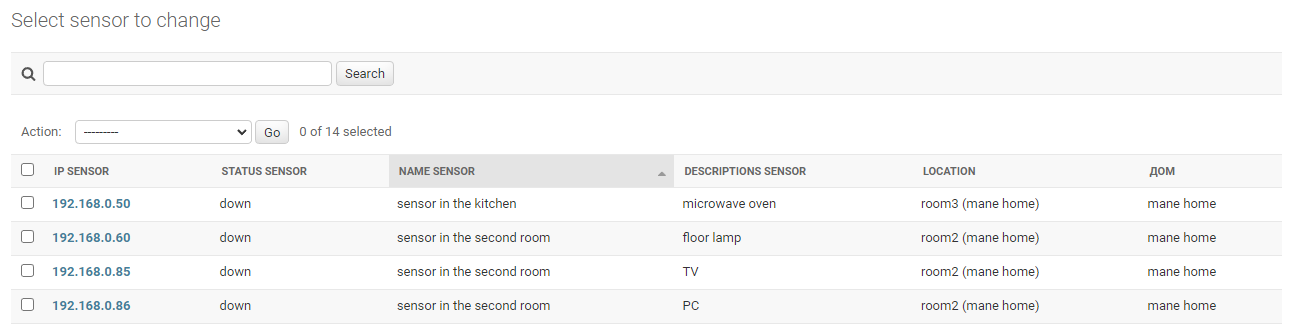 Select sensor to change
Search
Action: --------- Go 0 of 14 selected
IP SENSOR STATUS SENSOR NAME SENSOR DESCRIPTIONS SENSOR LOCATION ДОМ
192.168.0.50 down sensor in the kitchen microwave oven room3 (mane home) mane home
192.168.0.60 down sensor in the second room floor lamp room2 (mane home) mane home
192.168.0.85 down sensor in the second room TV room2 (mane home) mane home
192.168.0.86 down sensor in the second room PC room2 (mane home) mane home